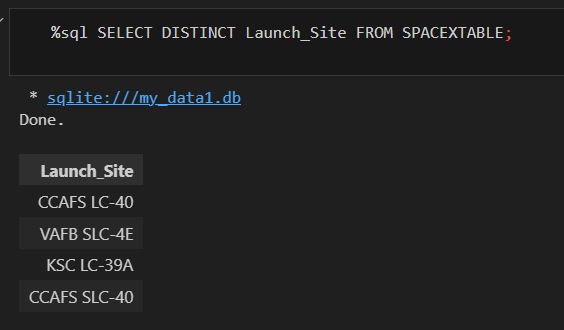 %sql SELECT DISTINCT Launch_Site FROM SPACEXTABLE;
* sqlite:///my_data1.db
Done.
Launch_Site
CCAFS LC-40
VAFB SLC-4E
KSC LC-39A
CCAFS SLC-40